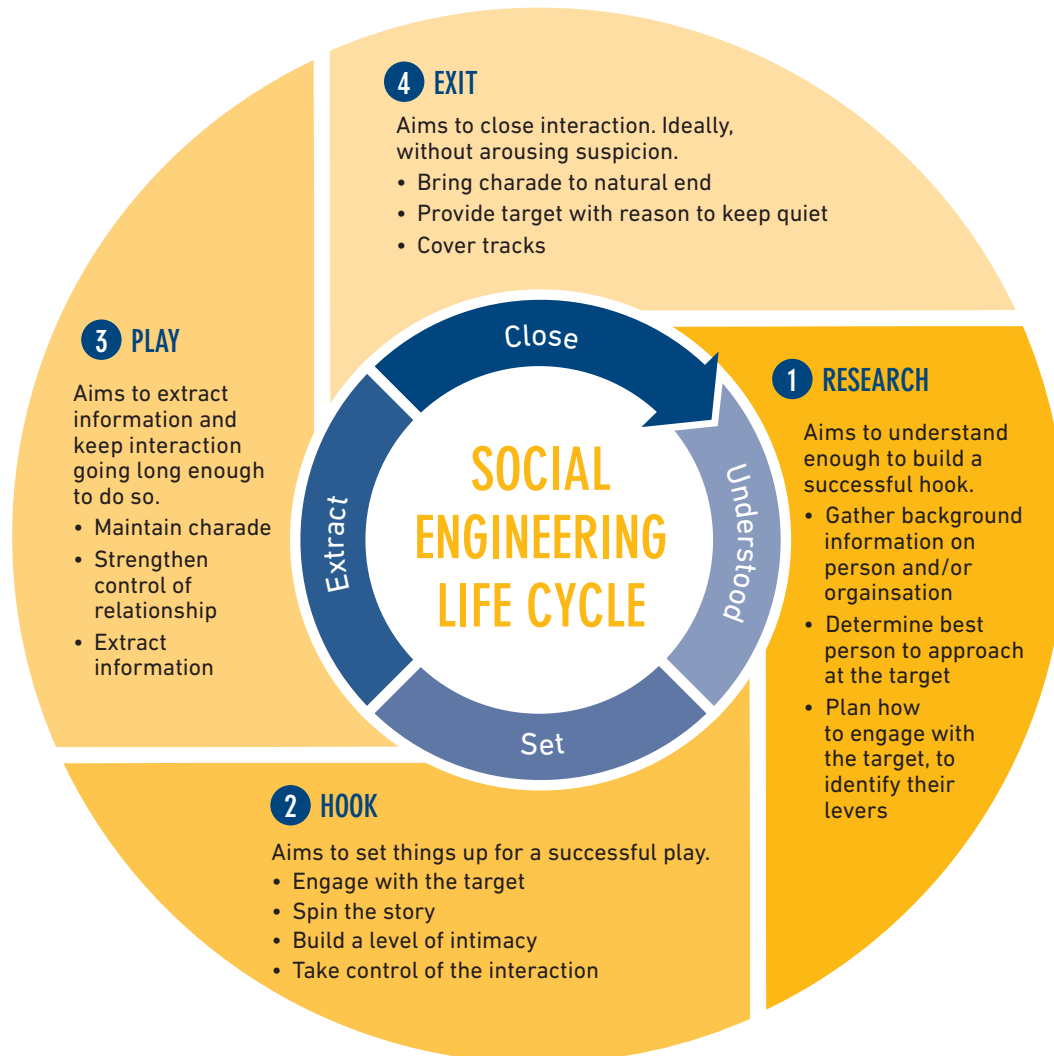 4 EXIT
Aims to close interaction. Ideally,
without arousing suspicion.
• Bring charade to natural end
• Provide target with reason to keep quiet
• Cover tracks
3 PLAY
Aims to extract
information and
keep interaction
going long enough
to do so.
• Maintain charade
• Strengthen
control of
relationship
• Extract
information
Close
Understood
Set
Extract
SOCIAL
ENGINEERING
LIFE CYCLE
1 RESEARCH
Aims to understand
enough to build a
successful hook.
• Gather background
information on
person and/or
orgainsation
• Determine best
person to approach
at the target
• Plan how
to engage with
the target, to
identify their
levers
2 HOOK
Aims to set things up for a successful play.
• Engage with the target
• Spin the story
• Build a level of intimacy
• Take control of the interaction